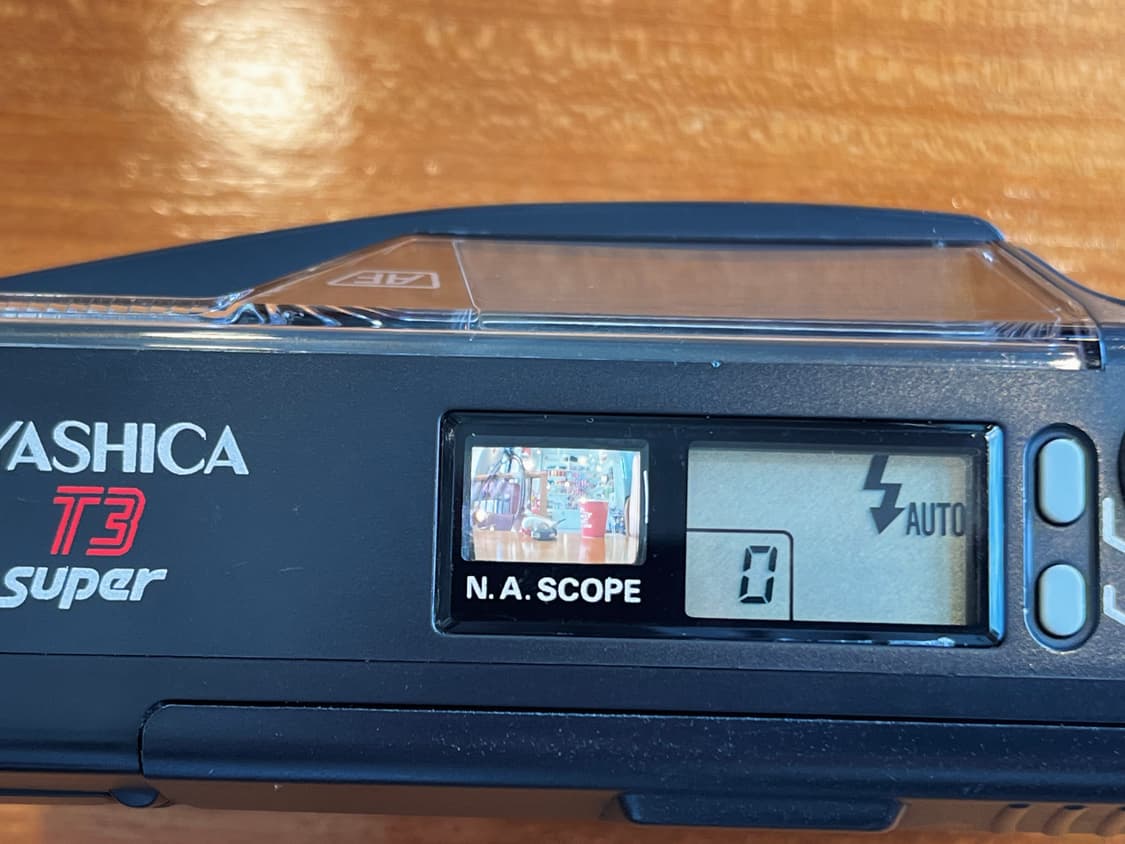 AF
YASHICA
T3
super
N. A. SCOPE
AUTO
0